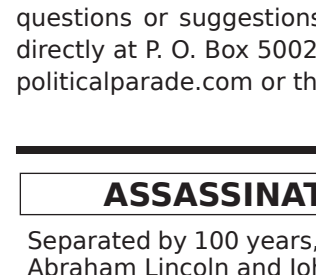 questions or suggestions
directly at P. O. Box 5002
politicalparade.com or th
ASSASSINAT
Separated by 100 years,
Abraham Lincoln and Joh